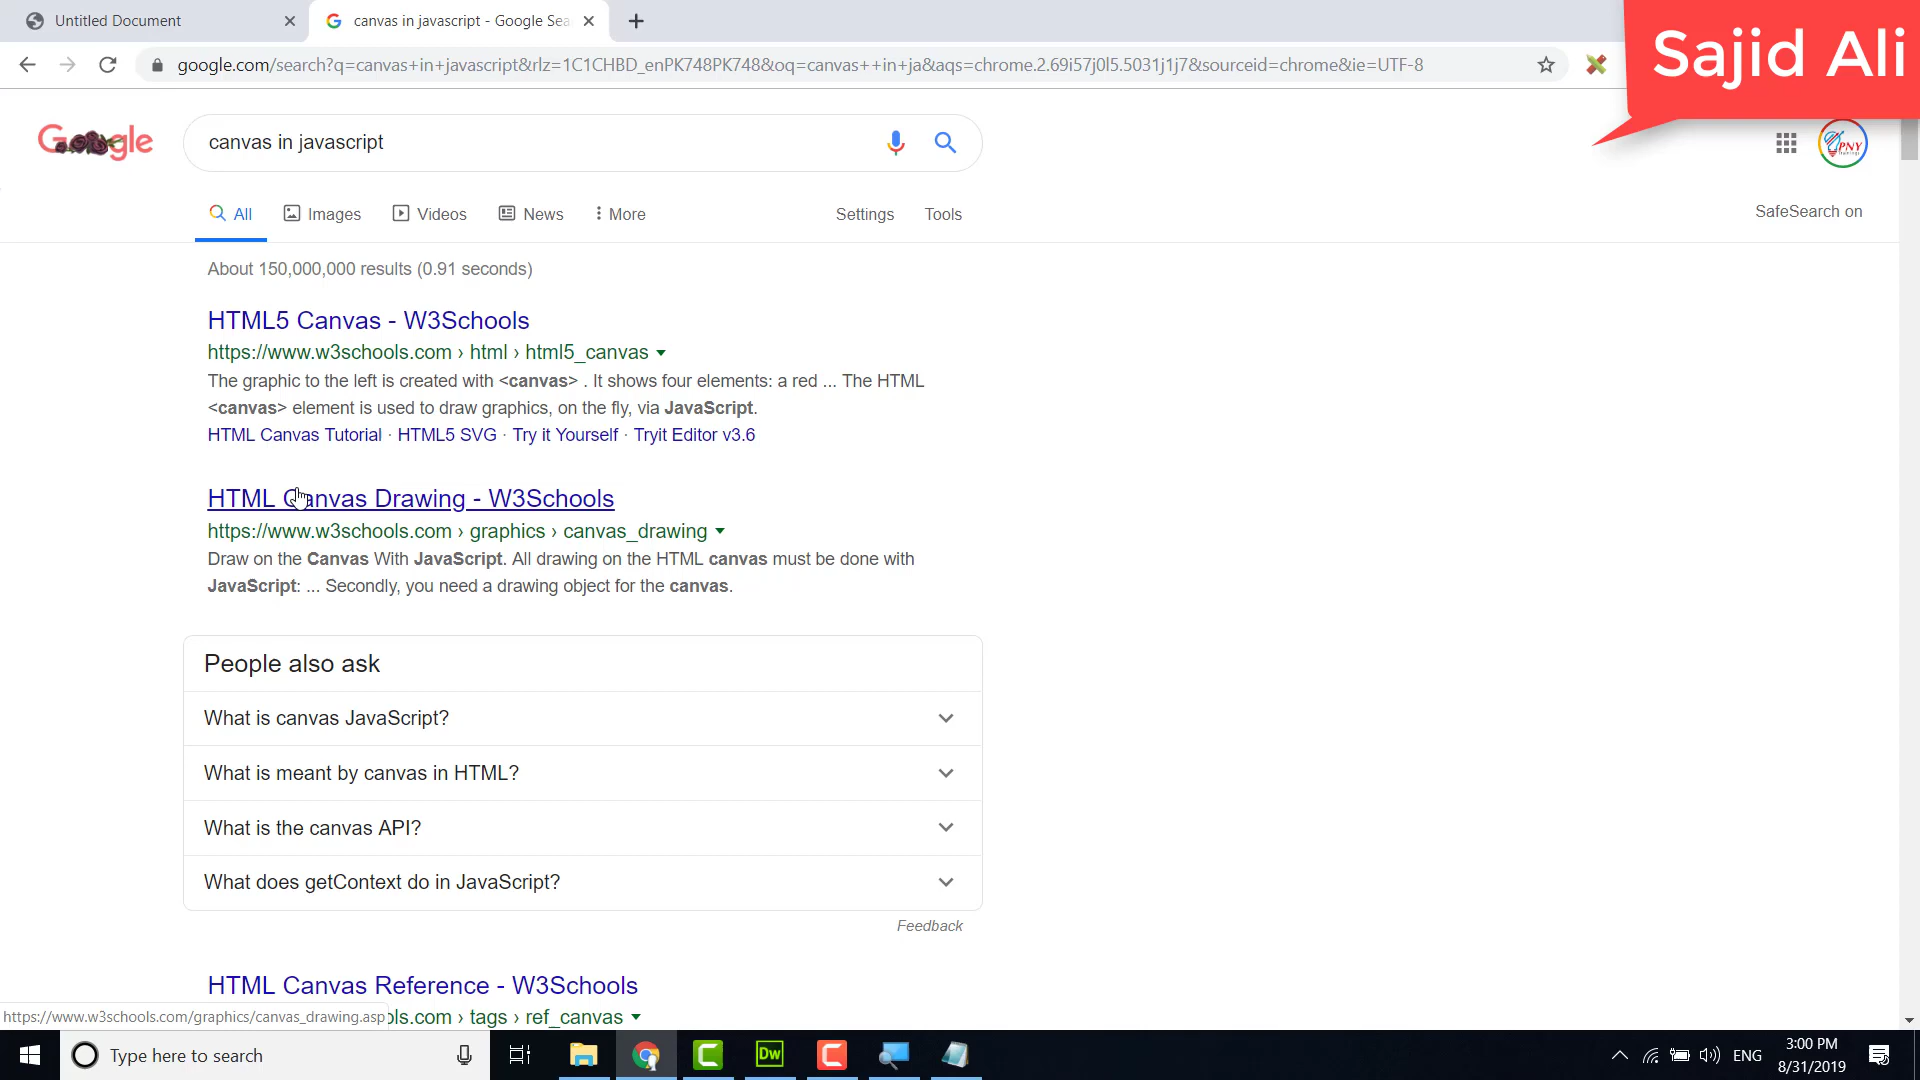 Untitled Document
canvas in javascript - Google Sea
Sajid Ali
google.com/search?q=canvas+in+javascript&rlz=1C1CHBD_enPK748PK748&oq=canvas++in+ja&aqs=chrome.2.69i57j0l5.5031j1j7&sourceid=chrome&ie=UTF-8
Google
canvas in javascript
PNY
All
Images
Videos
News
More
Settings
Tools
SafeSearch on
About 150,000,000 results (0.91 seconds)
HTML5 Canvas - W3Schools
https://www.w3schools.com › html › html5_canvas
The graphic to the left is created with <canvas> . It shows four elements: a red ... The HTML
<canvas> element is used to draw graphics, on the fly, via JavaScript.
HTML Canvas Tutorial · HTML5 SVG · Try it Yourself · Tryit Editor v3.6
HTML Canvas Drawing - W3Schools
https://www.w3schools.com › graphics › canvas_drawing
Draw on the Canvas With JavaScript. All drawing on the HTML canvas must be done with
JavaScript: ... Secondly, you need a drawing object for the canvas.
People also ask
What is canvas JavaScript?
What is meant by canvas in HTML?
What is the canvas API?
What does getContext do in JavaScript?
Feedback
HTML Canvas Reference - W3Schools
https://www.w3schools.com/graphics/canvas_drawing.asp
ols.com › tags › ref_canvas
Type here to search
Dw
ENG
3:00 PM
8/31/2019